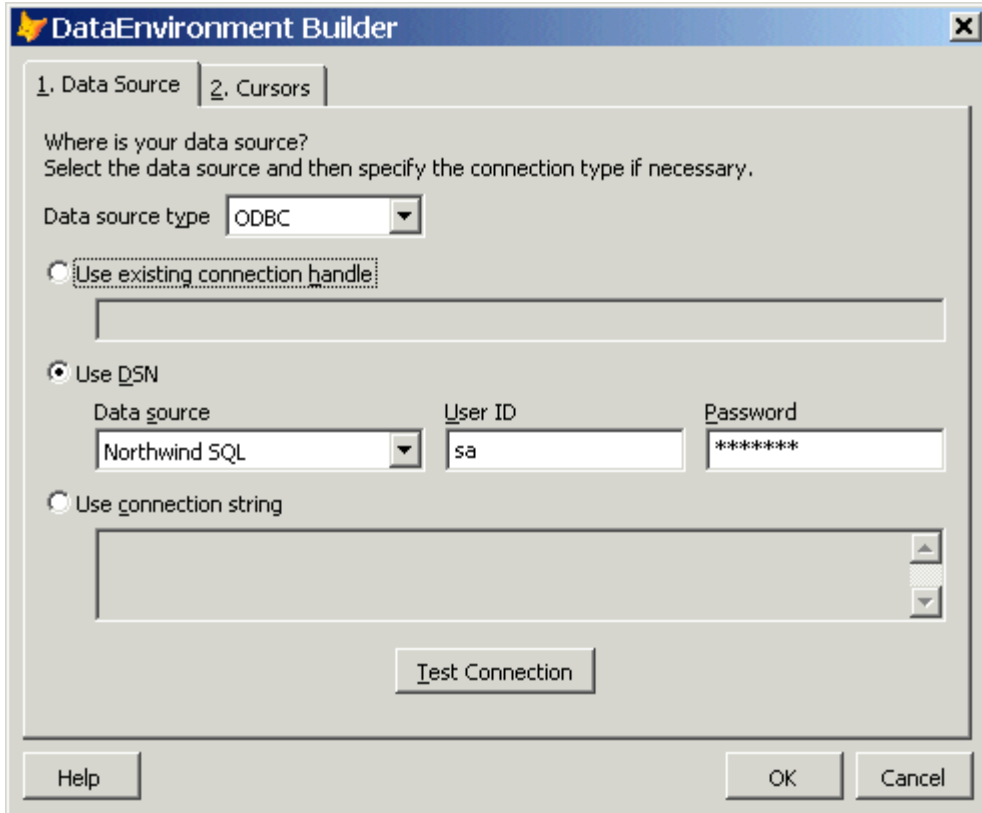 DataEnvironment Builder
1. Data Source
2. Cursors
Where is your data source?
Select the data source and then specify the connection type if necessary.
Data source type
ODBC
Use existing connection handle
Use DSN
Data source
User ID
Password
Northwind SQL
sa
*******
Use connection string
Test Connection
Help
OK
Cancel